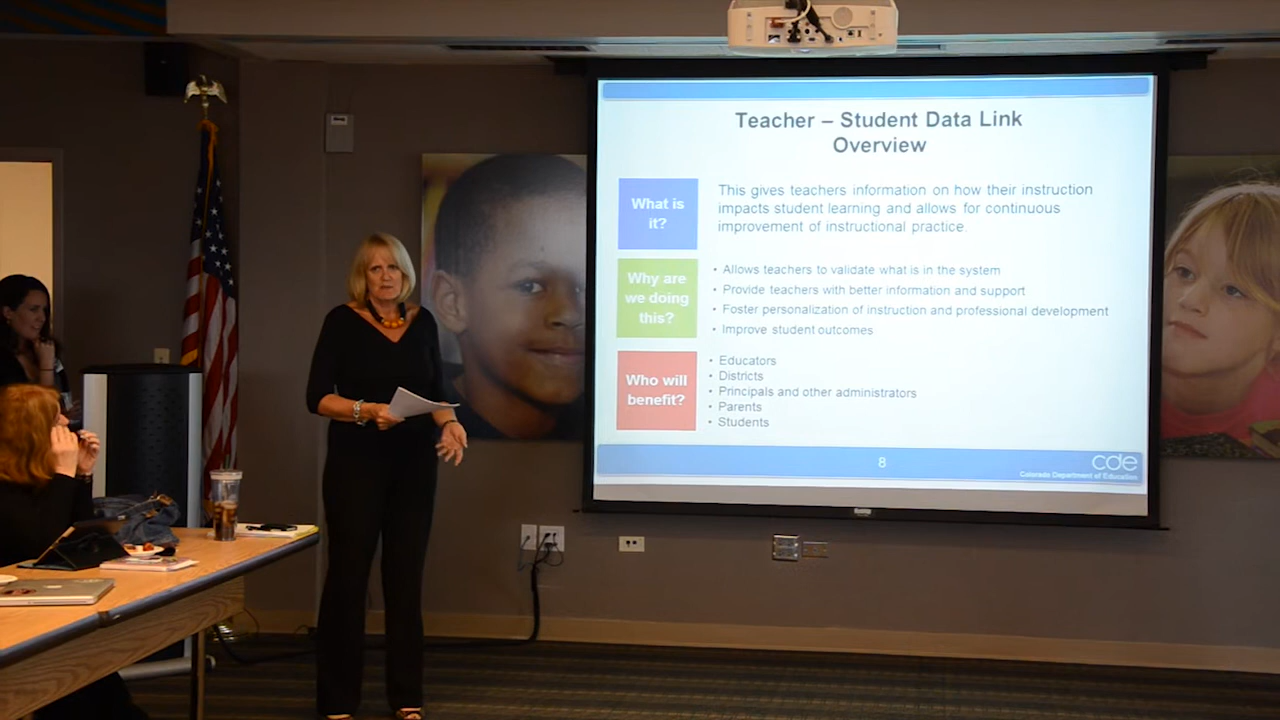 Teacher – Student Data Link
Overview
What is
it?
This gives teachers information on how their instruction
impacts student learning and allows for continuous
improvement of instructional practice.
Why are
we doing
this?
• Allows teachers to validate what is in the system
• Provide teachers with better information and support
• Foster personalization of instruction and professional development
• Improve student outcomes
Who will
benefit?
• Educators
• Districts
• Principals and other administrators
• Parents
• Students
8
cde
Colorado Department of Education